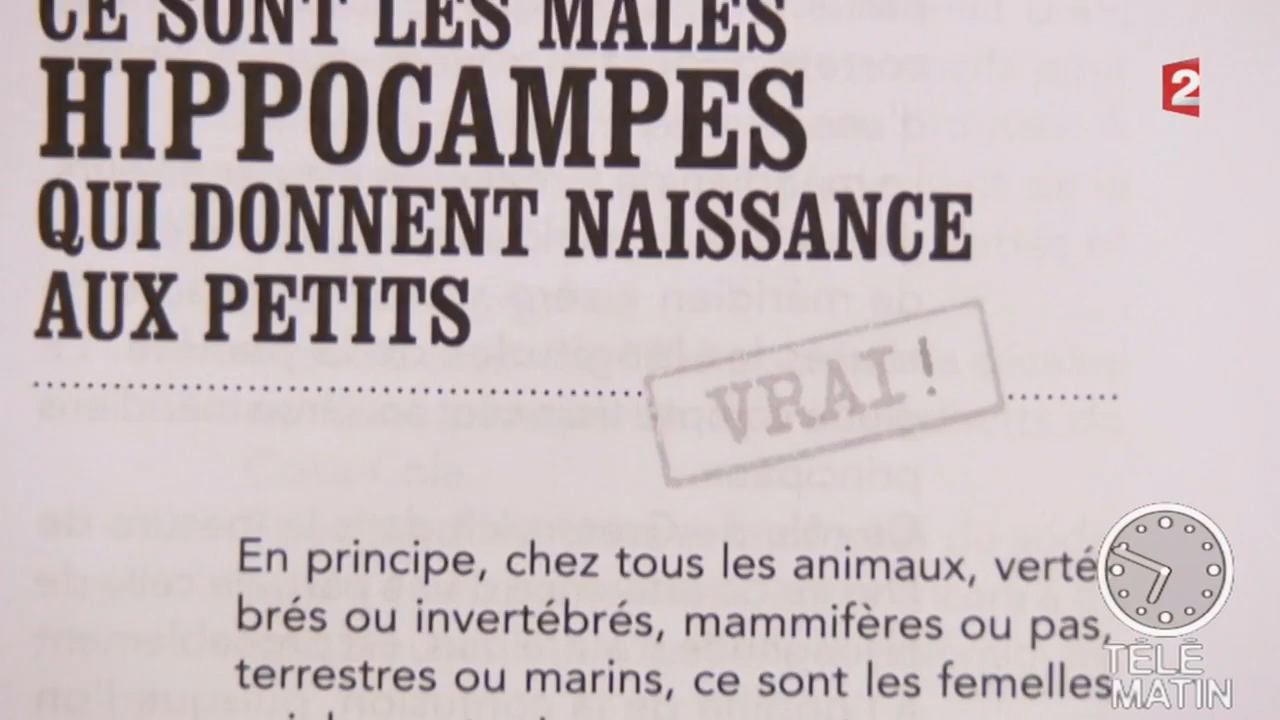 CE SONT LES MÂLES
HIPPOCAMPES
QUI DONNENT NAISSANCE
AUX PETITS
VRAI!
En principe, chez tous les animaux, verté
brés ou invertébrés, mammifères ou pas,
terrestres ou marins, ce sont les femelles
2
TÉLÉ
MATIN